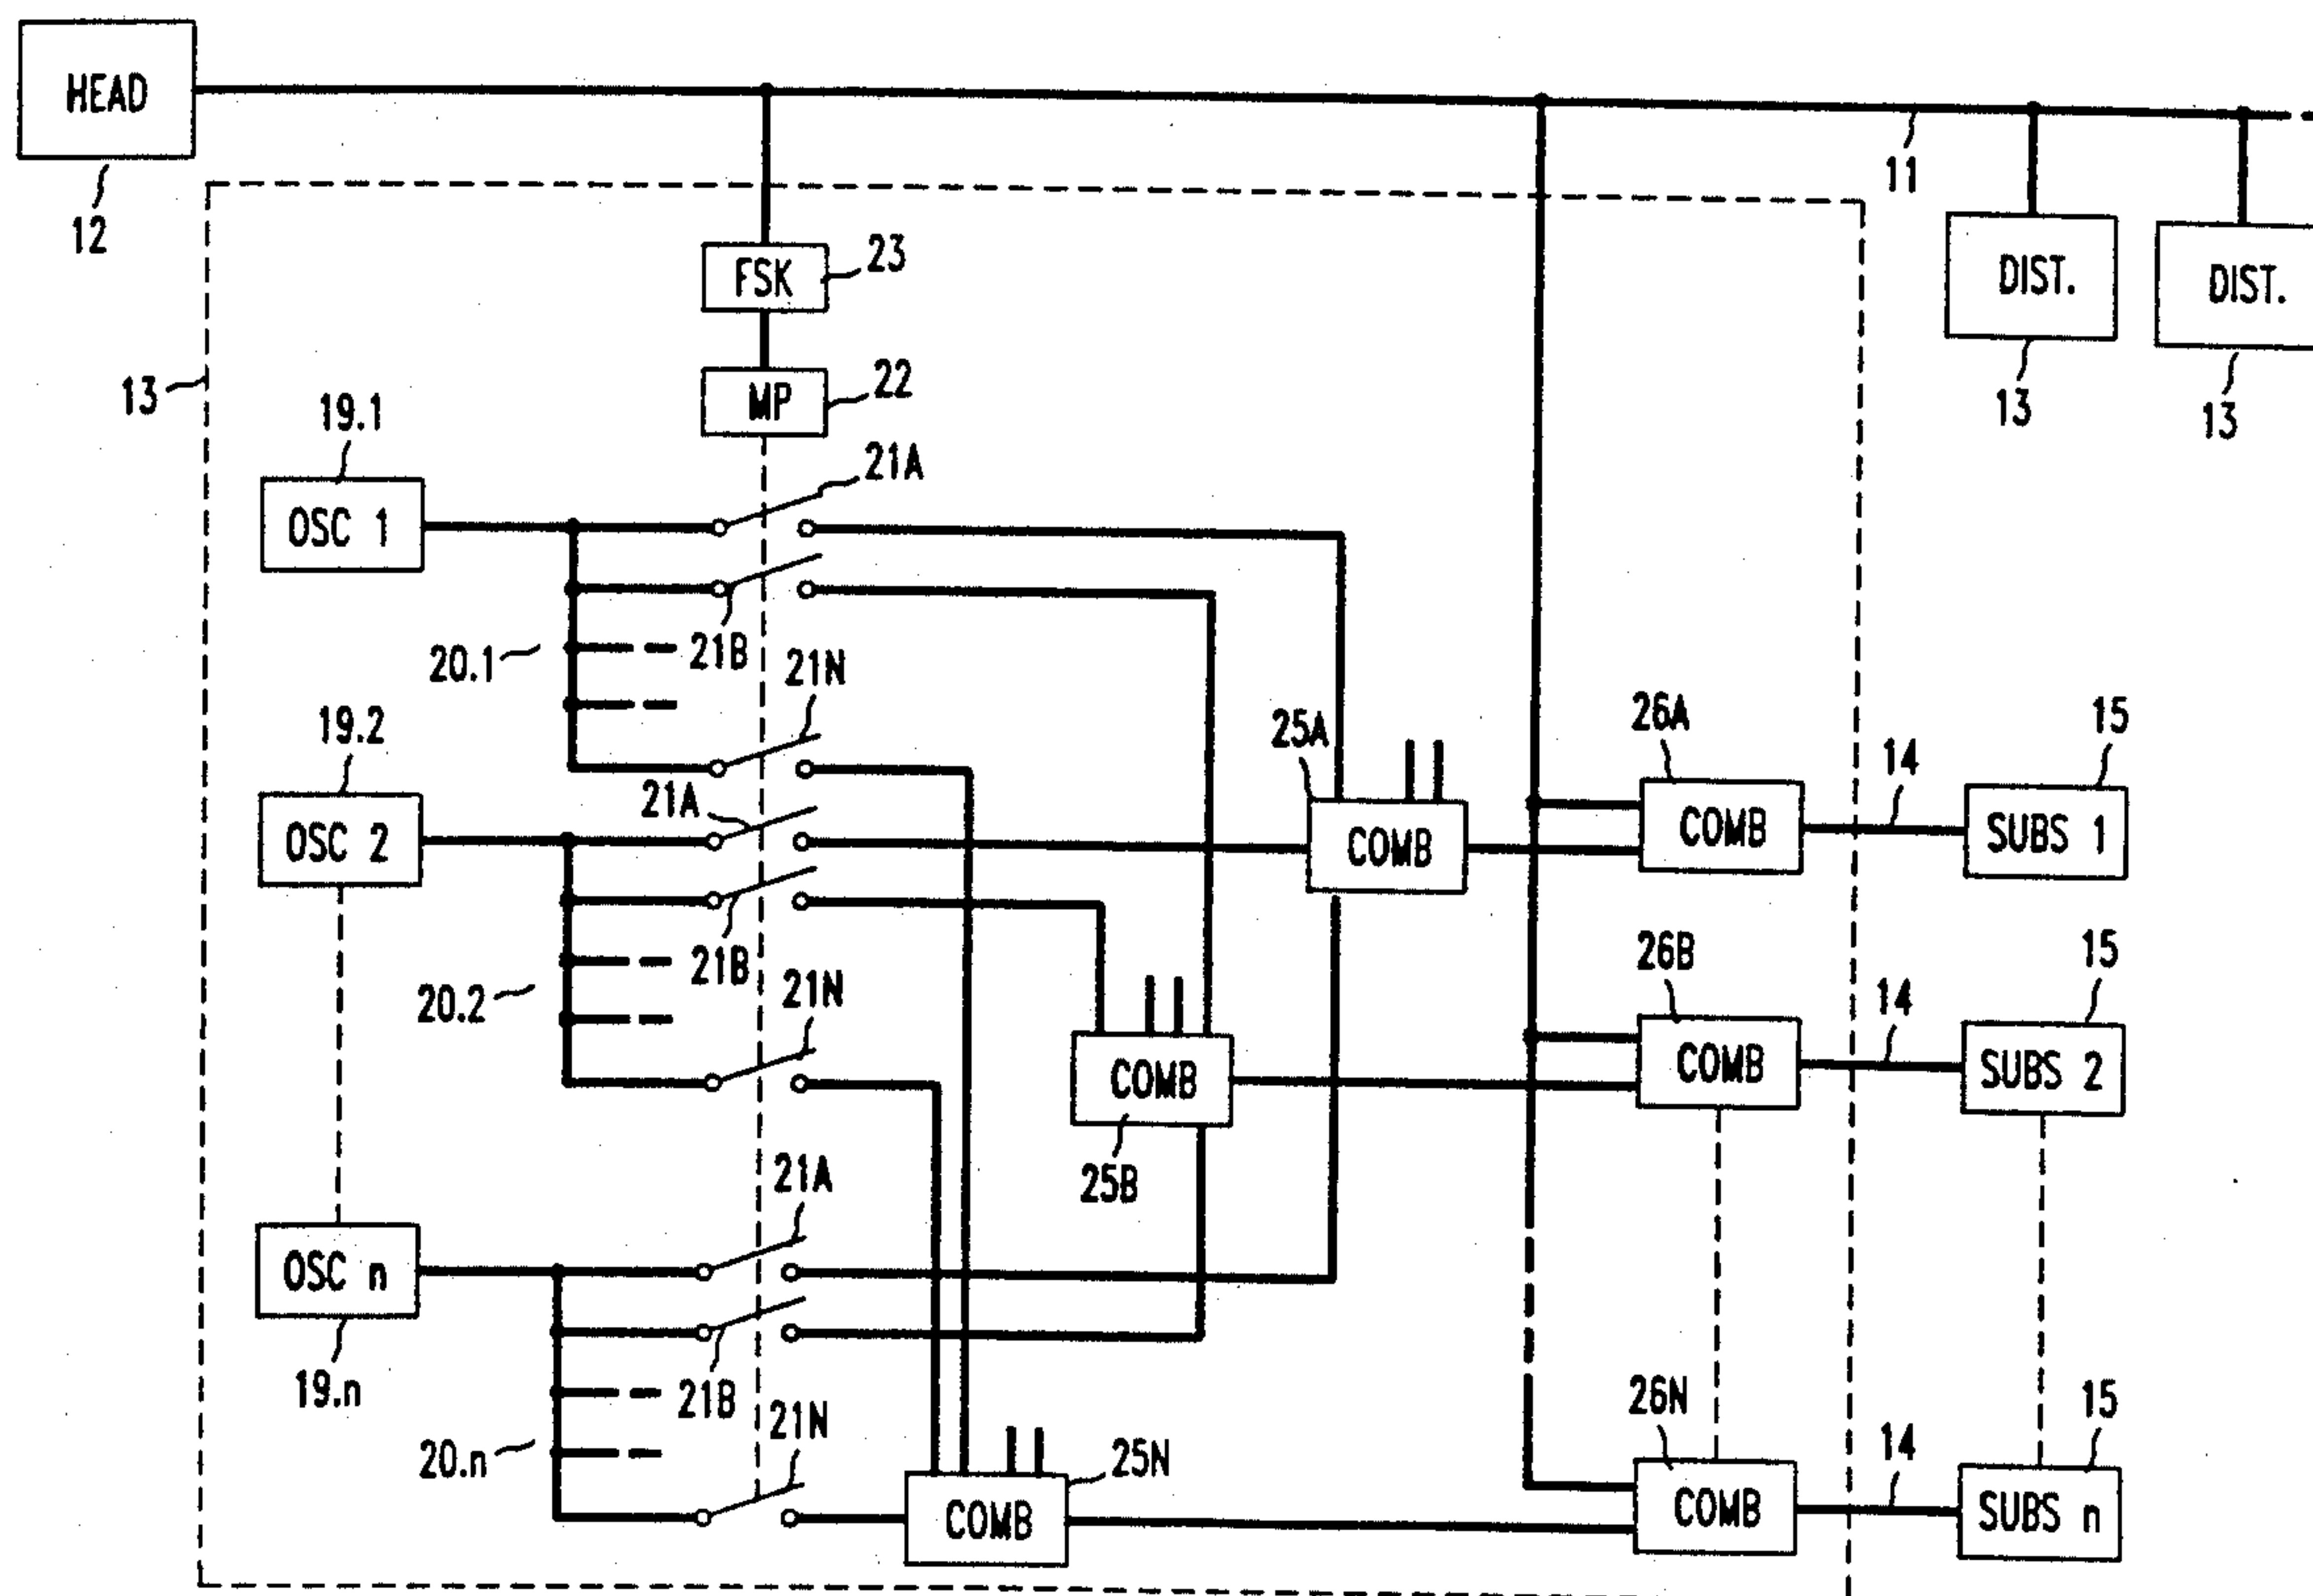 HEAD
12
11
DIST.
13
DIST.
13
FSK
23
MP
22
13
19.1
OSC 1
21A
21B
20.1
21N
19.2
OSC 2
21A
21B
20.2
21N
25A
COMB
26A
COMB
14
15
SUBS 1
COMB
25B
26B
COMB
14
15
SUBS 2
OSC n
19.n
21A
21B
20.n
21N
COMB
25N
26N
COMB
14
15
SUBS n